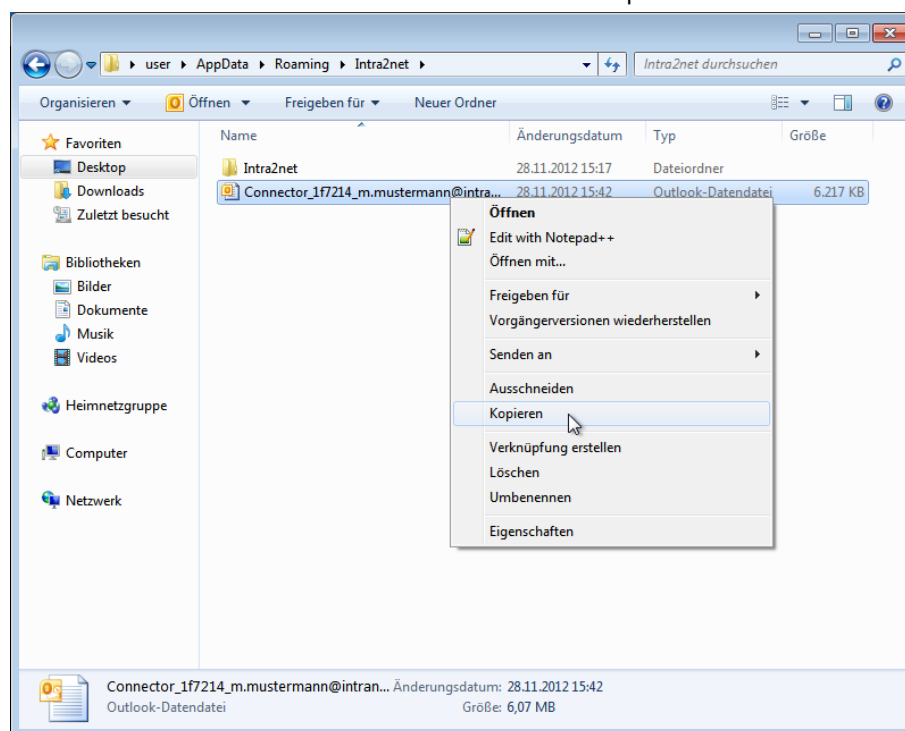 user ▸ AppData ▸ Roaming ▸ Intra2net ▸ Intra2net durchsuchen
Organisieren Öffnen Freigeben für Neuer Ordner
Name Änderungsdatum Typ Größe
Favoriten
Desktop
Downloads
Zuletzt besucht
Bibliotheken
Bilder
Dokumente
Musik
Videos
Heimnetzgruppe
Computer
Netzwerk
Intra2net 28.11.2012 15:17 Dateiordner
Connector_1f7214_m.mustermann@intra... 28.11.2012 15:42 Outlook-Datendatei 6.217 KB
Öffnen
Edit with Notepad++
Öffnen mit...
Freigeben für
Vorgängerversionen wiederherstellen
Senden an
Ausschneiden
Kopieren
Verknüpfung erstellen
Löschen
Umbenennen
Eigenschaften
Connector_1f7214_m.mustermann@intran... Änderungsdatum: 28.11.2012 15:42
Outlook-Datendatei Größe: 6,07 MB